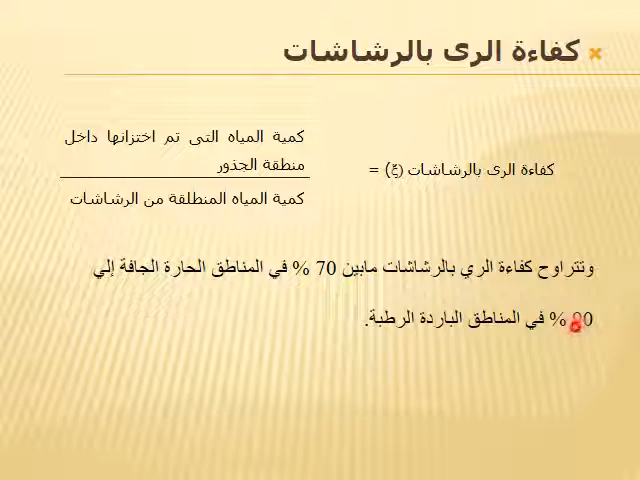 كفاءة الرى بالرشاشات
كمية المياه التى تم اختزانها داخل
منطقة الجذور
كفاءة الرى بالرشاشات (ξ) =
كمية المياه المنطلقة من الرشاشات
وتتراوح كفاءة الري بالرشاشات مابين 70 % في المناطق الحارة الجافة إلي
% في المناطق الباردة الرطبة.